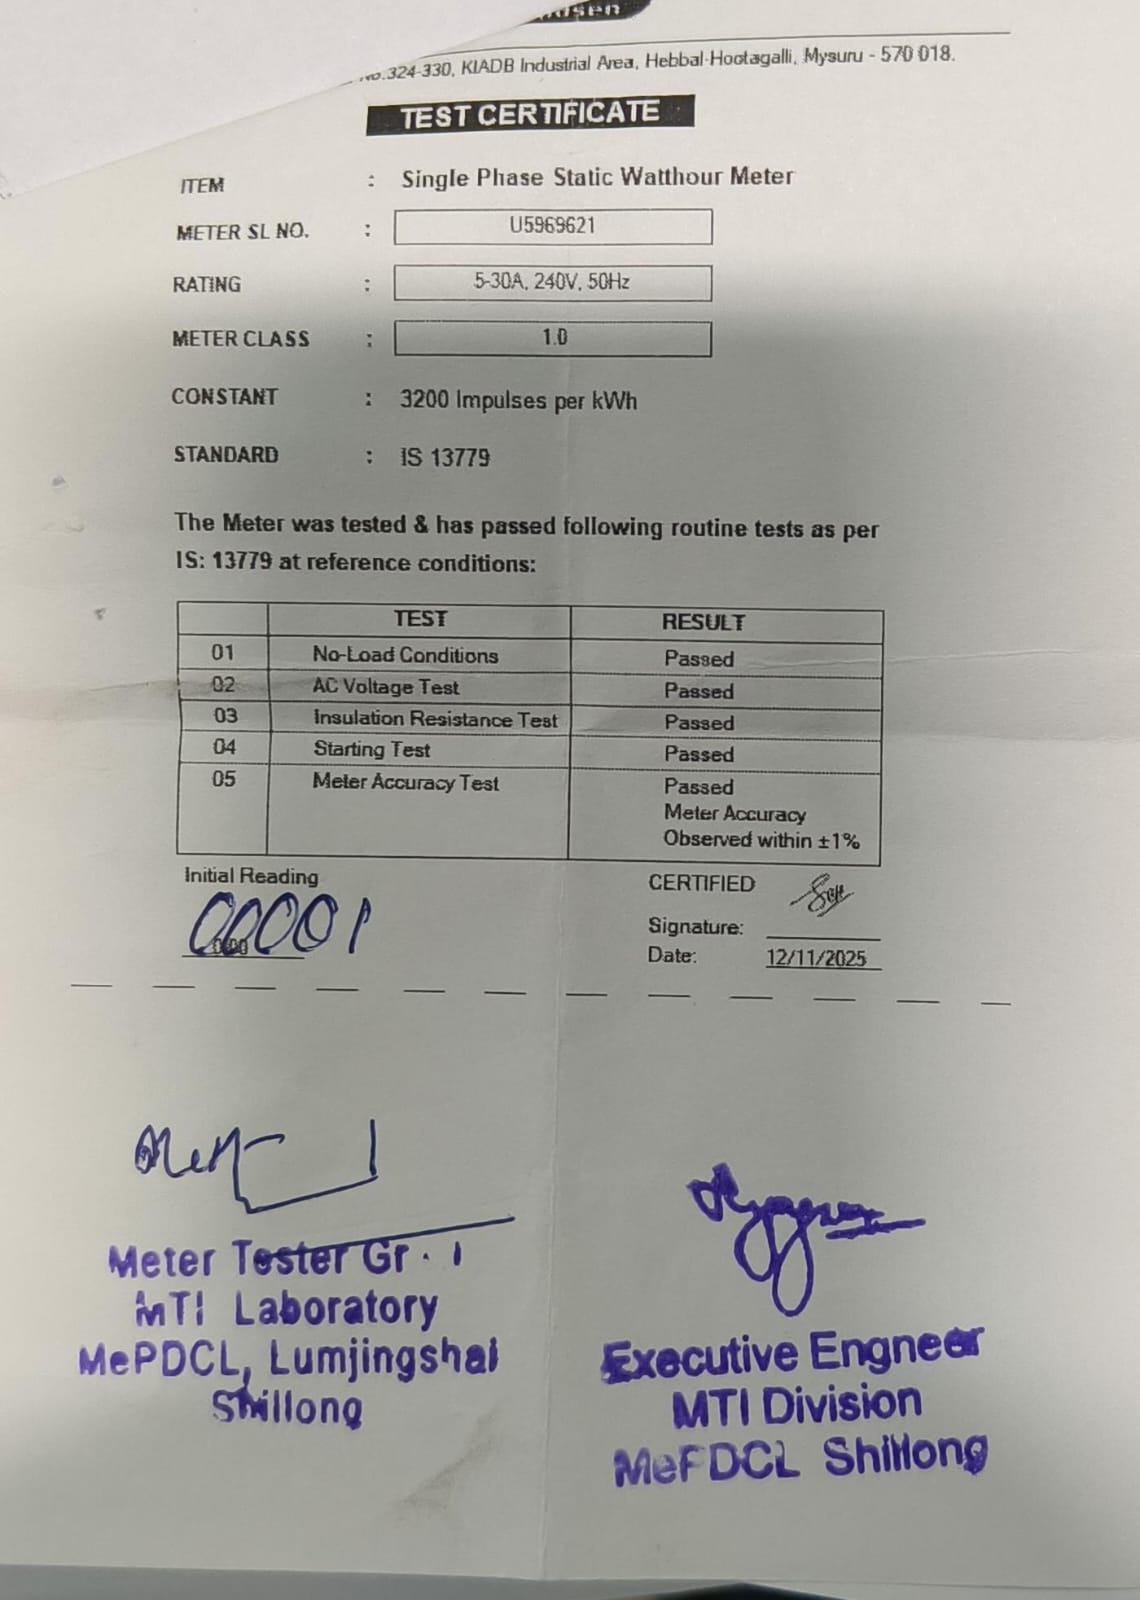 No.324-330, KIADB Industrial Area, Hebbal-Hootagalli, Mysuru - 570 018.
TEST CERTIFICATE
ITEM : Single Phase Static Watthour Meter
METER SL NO. : U5969621
RATING : 5-30A, 240V, 50Hz
METER CLASS : 1.0
CONSTANT : 3200 Impulses per kWh
STANDARD : IS 13779
The Meter was tested & has passed following routine tests as per
IS: 13779 at reference conditions:
TEST RESULT
01 No-Load Conditions Passed
02 AC Voltage Test Passed
03 Insulation Resistance Test Passed
04 Starting Test Passed
05 Meter Accuracy Test Passed
Meter Accuracy
Observed within ±1%
Initial Reading
00001
CERTIFIED
Signature:
Date: 12/11/2025
Meter Tester Gr. 1
MTI Laboratory
MePDCL, Lumjingshai
Shillong
Executive Engneer
MTI Division
MePDCL Shillong